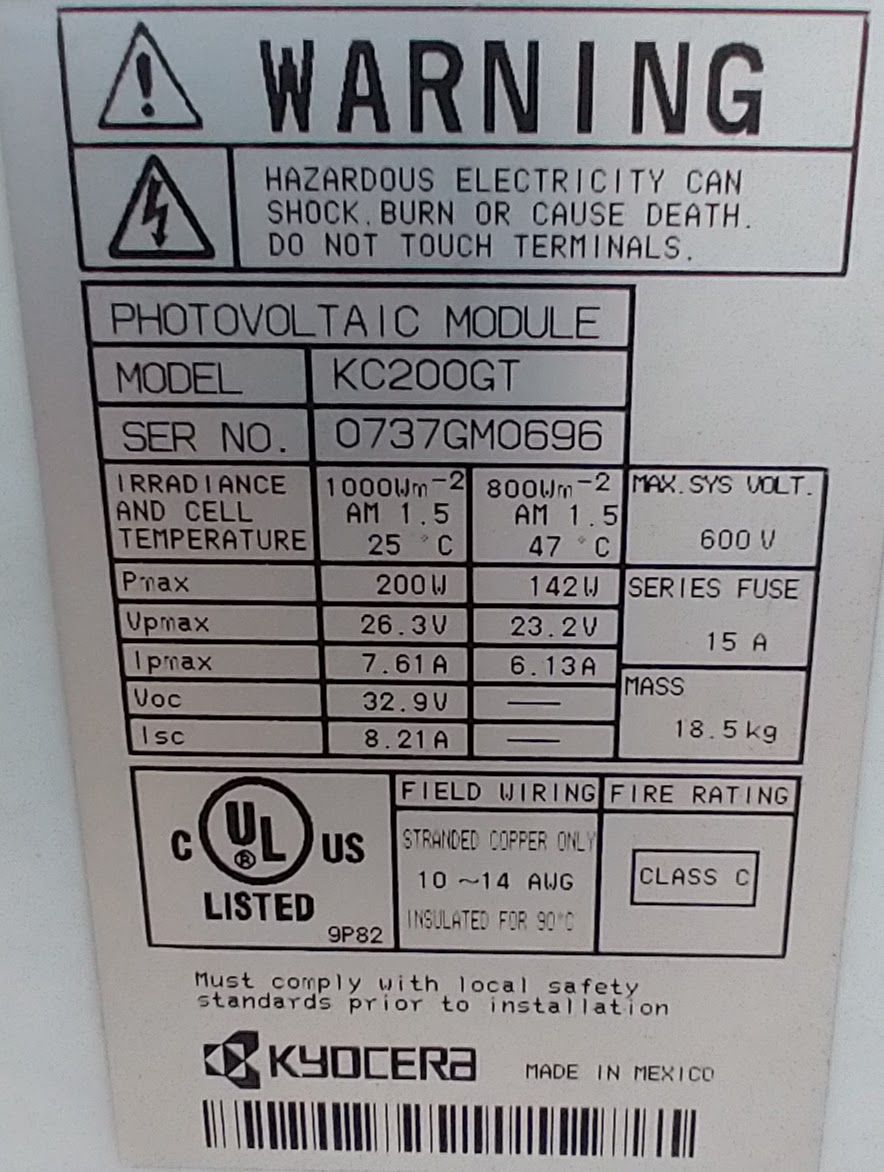 WARNING
HAZARDOUS ELECTRICITY CAN
SHOCK, BURN OR CAUSE DEATH.
DO NOT TOUCH TERMINALS.
PHOTOVOLTAIC MODULE
MODEL KC200GT
SER NO. 0737GM0696
IRRADIANCE AND CELL TEMPERATURE 1000Wm⁻² AM 1.5 25 °C 800Wm⁻² AM 1.5 47 °C
MAX. SYS VOLT.
600 V
Pmax 200W 142W
Vpmax 26.3V 23.2V
Ipmax 7.61A 6.13A
Voc 32.9V —
Isc 8.21A —
SERIES FUSE
15 A
MASS
18.5kg
C UL® US
LISTED
9P82
FIELD WIRING
STRANDED COPPER ONLY
10 ~14 AWG
INSULATED FOR 90°C
FIRE RATING
CLASS C
Must comply with local safety
standards prior to installation
KYOCERA MADE IN MEXICO